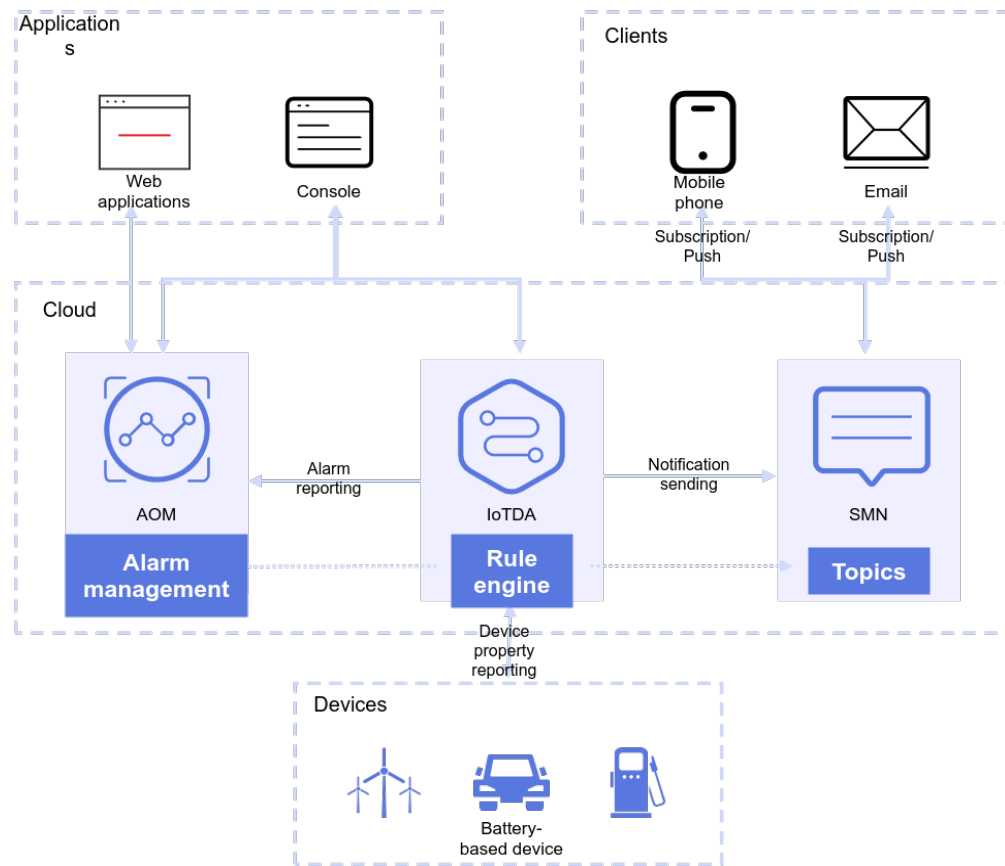 Application
s
Clients
Web
applications
Console
Mobile
phone
Email
Subscription/
Push
Subscription/
Push
Cloud
Alarm
reporting
Notification
sending
AOM
IoTDA
SMN
Alarm
management
Rule
engine
Topics
Device
property
reporting
Devices
Battery-
based device